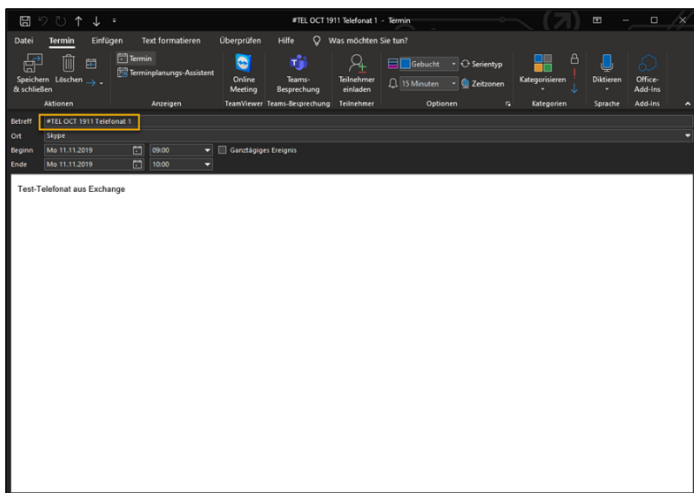 #TEL OCT 1911 Telefonat 1 - Termin
Datei Termin Einfügen Text formatieren Überprüfen Hilfe Was möchten Sie tun?
Speichern & schließen
Löschen
Termin
Terminplanungs-Assistent
Online Meeting
Teams-Besprechung
Teilnehmer einladen
Gebucht
Serientyp
15 Minuten
Zeitzonen
Kategorisieren
Diktieren
Office-Add-Ins
Aktionen Anzeigen TeamViewer Teams-Besprechung Teilnehmer Optionen Kategorien Sprache Add-Ins
Betreff #TEL OCT 1911 Telefonat 1
Ort Skype
Beginn Mo 11.11.2019 09:00 Ganztägiges Ereignis
Ende Mo 11.11.2019 10:00
Test-Telefonat aus Exchange